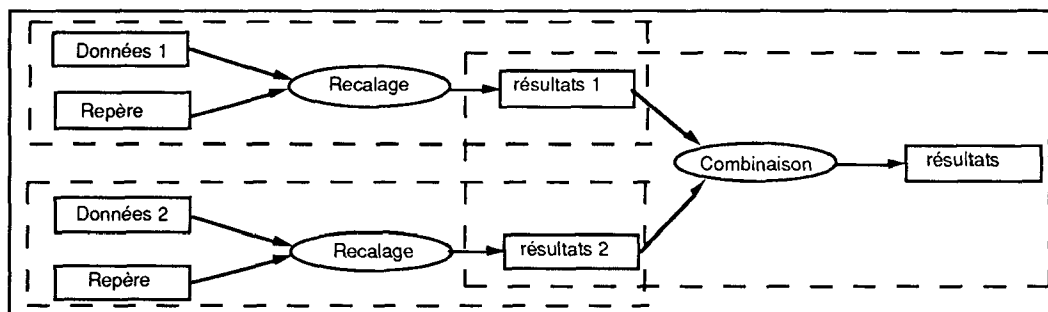 Données 1
Repère
Recalage
résultats 1
Combinaison
résultats
Données 2
Repère
Recalage
résultats 2